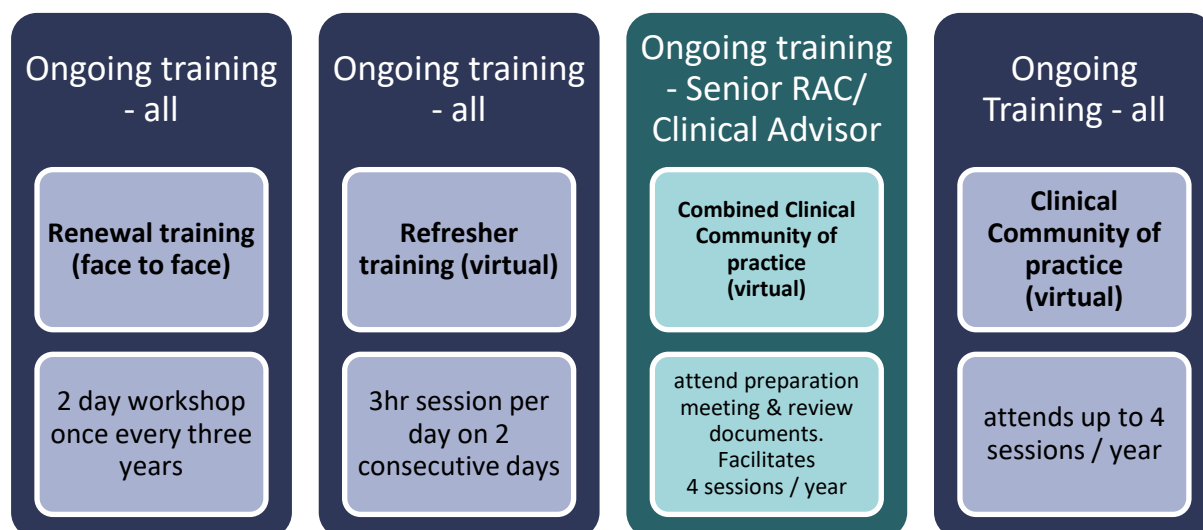 Ongoing training
- all
Renewal training
(face to face)
2 day workshop
once every three
years
Ongoing training
- all
Refresher
training (virtual)
3hr session per
day on 2
consecutive days
Ongoing training
- Senior RAC/
Clinical Advisor
Combined Clinical
Community of
practice
(virtual)
attend preparation
meeting & review
documents.
Facilitates
4 sessions / year
Ongoing
Training - all
Clinical
Community of
practice
(virtual)
attends up to 4
sessions / year